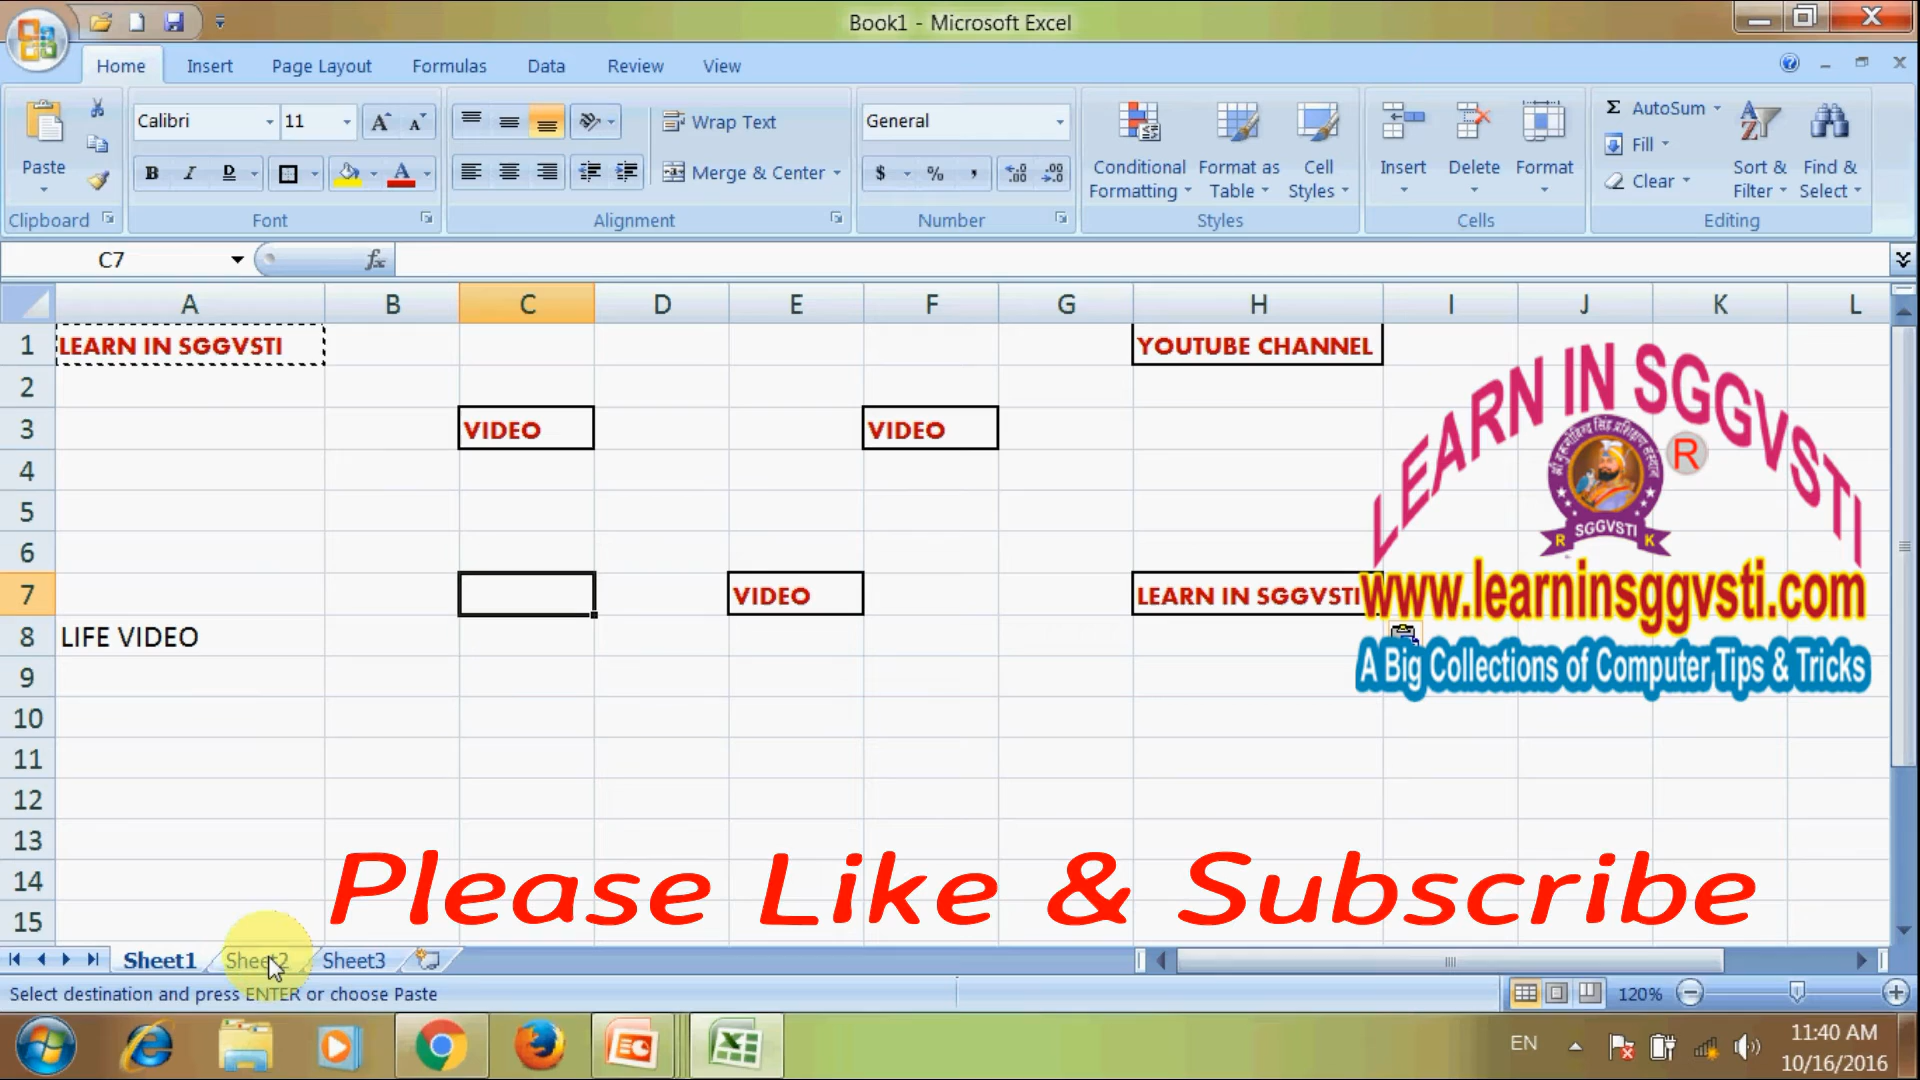 Book1 - Microsoft Excel
Home Insert Page Layout Formulas Data Review View
Calibri 11 Wrap Text General AutoSum
Paste Fill
B I D Merge & Center $ % , .00 .00 Conditional Formatting Format as Table Cell Styles Insert Delete Format Clear Sort & Filter Find & Select
Clipboard Font Alignment Number Styles Cells Editing
C7 fx
A B C D E F G H I J K L
1 LEARN IN SGGVSTI YOUTUBE CHANNEL
2
3 VIDEO VIDEO
4
5
6
7 VIDEO LEARN IN SGGVSTI
8 LIFE VIDEO
9
10
11
12
13
14
15
LEARN IN SGGVSTI
R
SGGVSTI
R K
www.learninsggvsti.com
A Big Collections of Computer Tips & Tricks
Please Like & Subscribe
Sheet1 Sheet2 Sheet3
Select destination and press ENTER or choose Paste 120%
EN 11:40 AM
10/16/2016